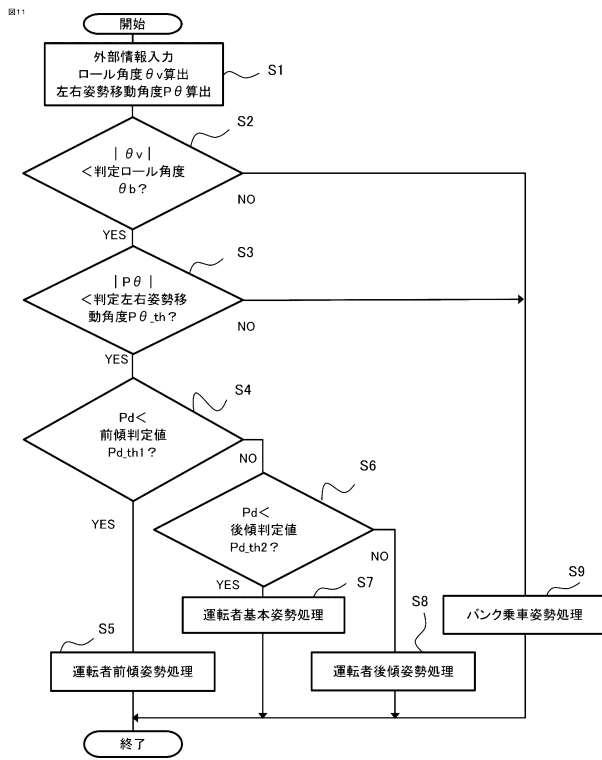 図11
開始
外部情報入力
ロール角度θv算出
左右姿勢移動角度Pθ算出
S1
S2
｜θv｜
＜判定ロール角度
θb？
NO
YES
S3
｜Pθ｜
＜判定左右姿勢移
動角度Pθ_th？
NO
YES
S4
Pd＜
前傾判定値
Pd_th1？
NO
YES
S6
Pd＜
後傾判定値
Pd_th2？
NO
YES
S7
運転者基本姿勢処理
S9
バンク乗車姿勢処理
S5
運転者前傾姿勢処理
S8
運転者後傾姿勢処理
終了